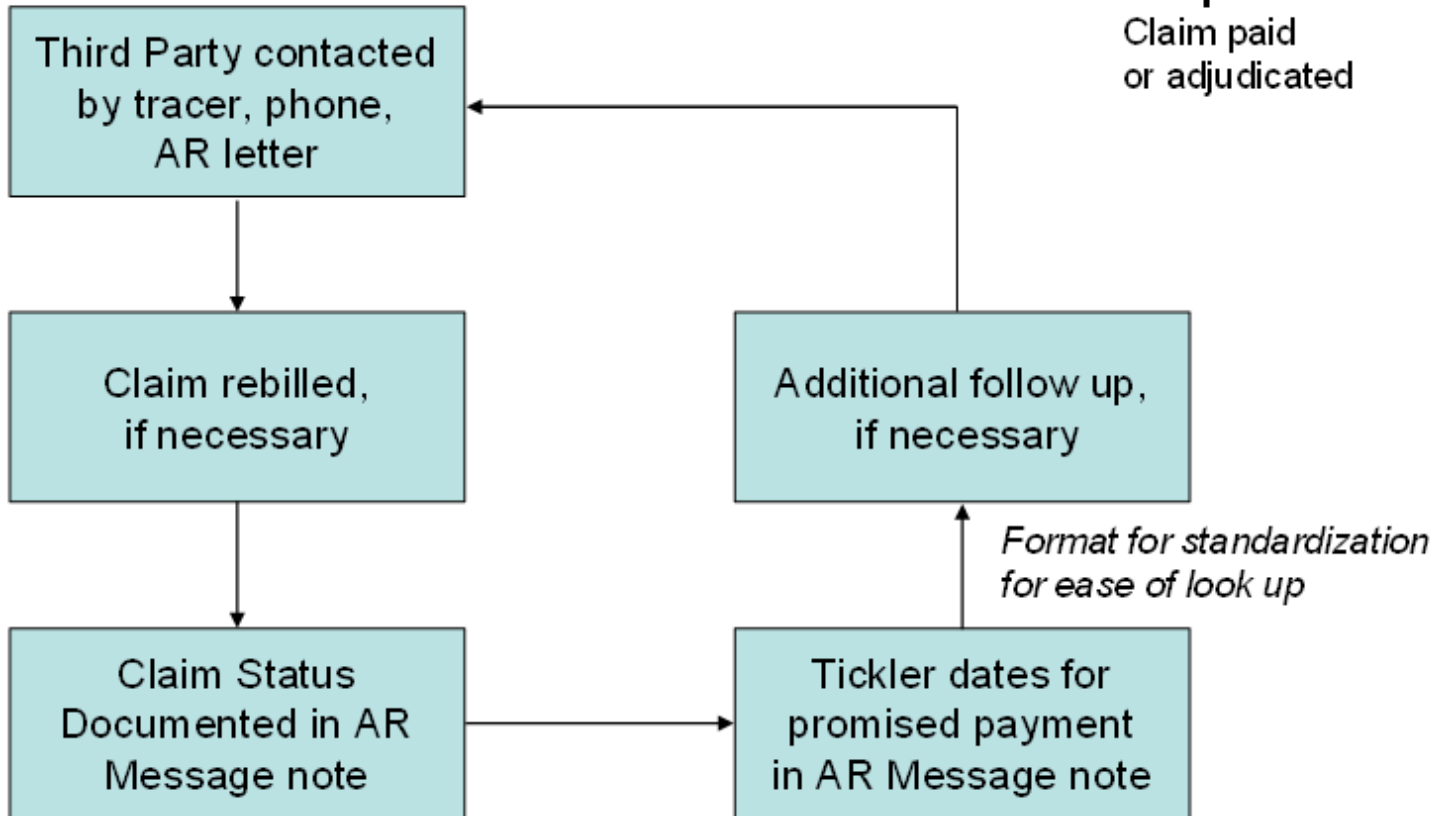 Third Party contacted
by tracer, phone,
AR letter
Claim paid
or adjudicated
Claim rebilled,
if necessary
Additional follow up,
if necessary
Format for standardization
for ease of look up
Claim Status
Documented in AR
Message note
Tickler dates for
promised payment
in AR Message note